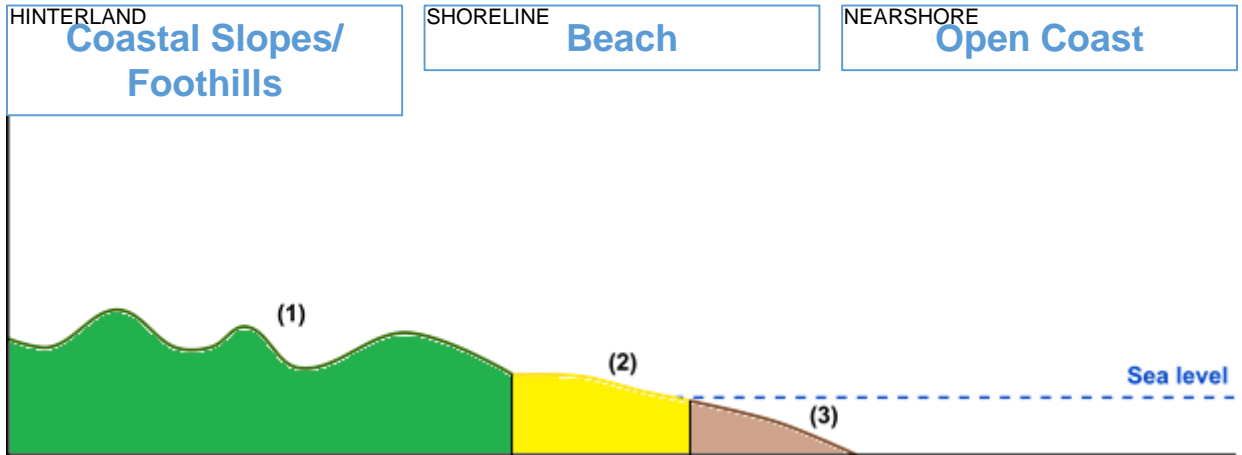 HINTERLAND
Coastal Slopes/
Foothills
SHORELINE
Beach
NEARSHORE
Open Coast
(1)
(2)
Sea level
(3)